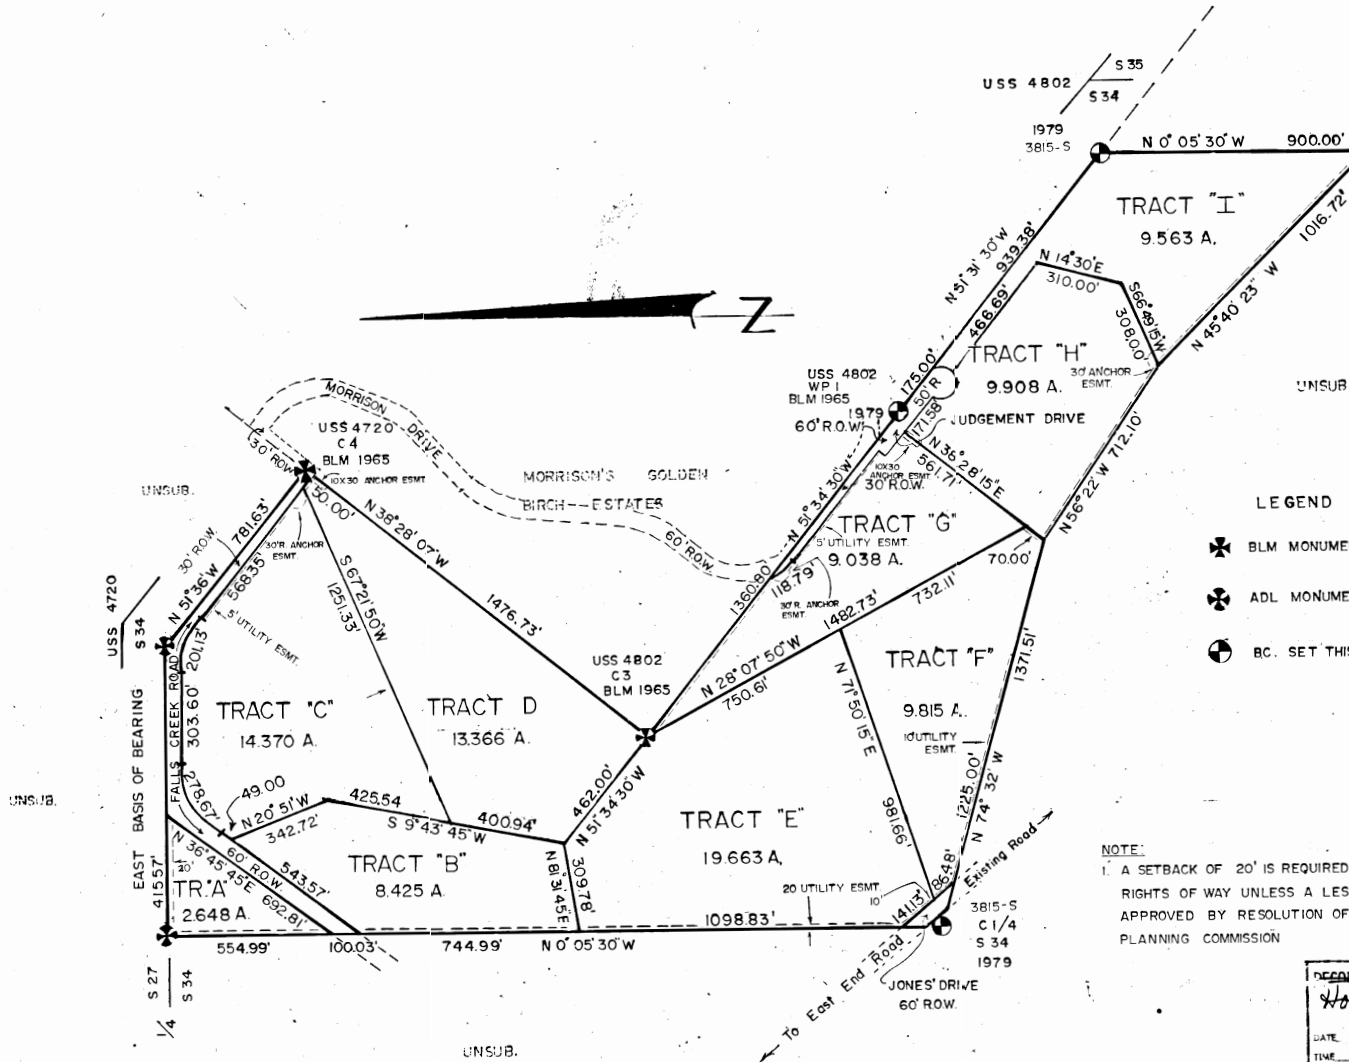 USS 4802
S 35
S 34
1979
3815-S
N 0° 05' 30" W 900.00'
TRACT "I"
9.563 A.
1016.72'
N 45° 40' 23" W
N 51° 31' 30" W
939.38'
N 14° 30' E
310.00'
S 66° 49' 15" W
308.00'
466.69'
TRACT "H"
9.908 A.
30' ANCHOR
ESMT.
UNSUB.
Z
USS 4802
WP 1
BLM 1965
1979
60' R.O.W.
175.00'
50' R
171.58'
JUDGEMENT DRIVE
N 36° 28' 15" E
561.71'
10X30
ANCHOR ESMT.
30' R.O.W.
N 56° 22' W 712.10'
MORRISON DRIVE
30' ROW
USS 4720
C 4
BLM 1965
10X30 ANCHOR ESMT.
50.00'
UNSUB.
MORRISON'S GOLDEN
BIRCH ESTATES
60' R.O.W.
N 51° 34' 30" W
1360.80'
TRACT "G"
5' UTILITY ESMT.
9.038 A.
118.79'
30' R. ANCHOR
ESMT.
70.00'
732.11'
1482.73'
N 28° 07' 50" W
750.61'
LEGEND
BLM MONUME
ADL MONUME
B.C. SET THIS
781.63'
30' ROW.
N 51° 36' W
568.35'
30' R. ANCHOR
ESMT.
N 38° 28' 07" W
1476.73'
S 67° 21' 50" W
1251.33'
USS 4720
S 34
201.13'
5' UTILITY ESMT.
USS 4802
C 3
BLM 1965
TRACT "F"
9.815 A.
10' UTILITY
ESMT.
1371.51'
N 71° 50' 15" E
981.66'
1225.00'
N 74° 32' W
EAST BASIS OF BEARING
415.57'
FALLS CREEK ROAD
303.60'
278.67'
TRACT "C"
14.370 A.
TRACT D
13.366 A.
UNSUB.
49.00
N 20° 51' W
342.72'
425.54
S 9° 43' 45" W
400.94'
462.00'
N 51° 34' 30" W
TRACT "E"
19.663 A.
N 36° 45' 45" E
692.81'
20'
60' R.O.W.
543.57'
TR. "A"
2.648 A.
TRACT "B"
8.425 A.
N 81° 31' 45" E
309.78'
20 UTILITY ESMT.
10'
141.13'
86.48'
Existing Road
554.99'
100.03'
744.99'
N 0° 05' 30" W
1098.83'
3815-S
C 1/4
S 34
1979
JONES' DRIVE
60' R.O.W.
To East End Road
S 27
S 34
1/4
UNSUB.
NOTE:
1. A SETBACK OF 20' IS REQUIRED
RIGHTS OF WAY UNLESS A LES
APPROVED BY RESOLUTION OF
PLANNING COMMISSION
DATE
TIME